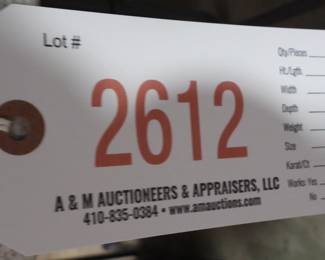 Lot #
2612
A & M AUCTIONEERS & APPRAISERS, LLC
410-835-0384 • www.amauctions.com
Qty/Pieces
Ht./Lgth
Width
Depth
Weight
Size
Karat/Ct
Works: Yes
No